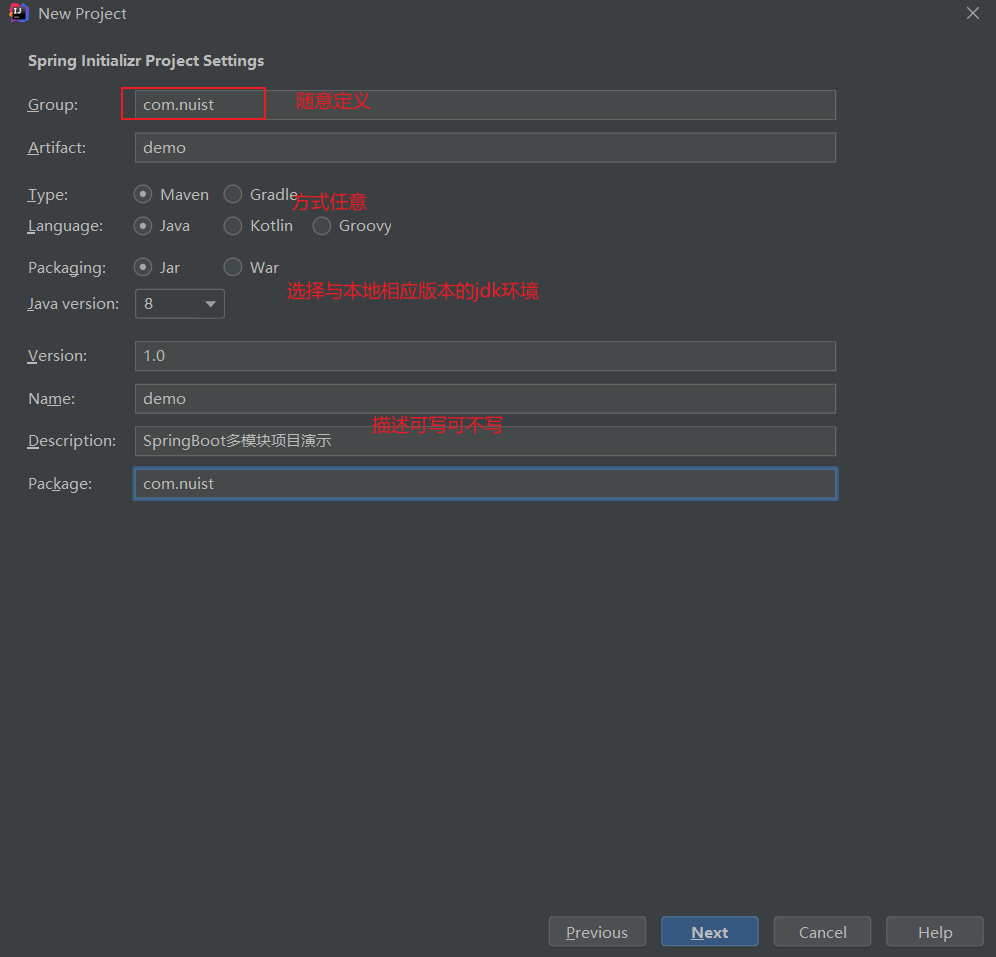 New Project
Spring Initializr Project Settings
Group: com.nuist 随意定义
Artifact: demo
Type: Maven Gradle 方式任意
Language: Java Kotlin Groovy
Packaging: Jar War
选择与本地相应版本的jdk环境
Java version: 8
Version: 1.0
Name: demo
描述可写可不写
Description: SpringBoot多模块项目演示
Package: com.nuist
Previous Next Cancel Help